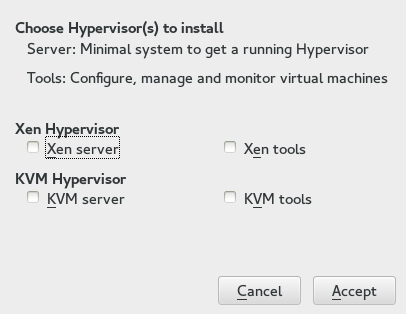 Choose Hypervisor(s) to install
Server: Minimal system to get a running Hypervisor
Tools: Configure, manage and monitor virtual machines
Xen Hypervisor
Xen server Xen tools
KVM Hypervisor
KVM server KVM tools
Cancel Accept